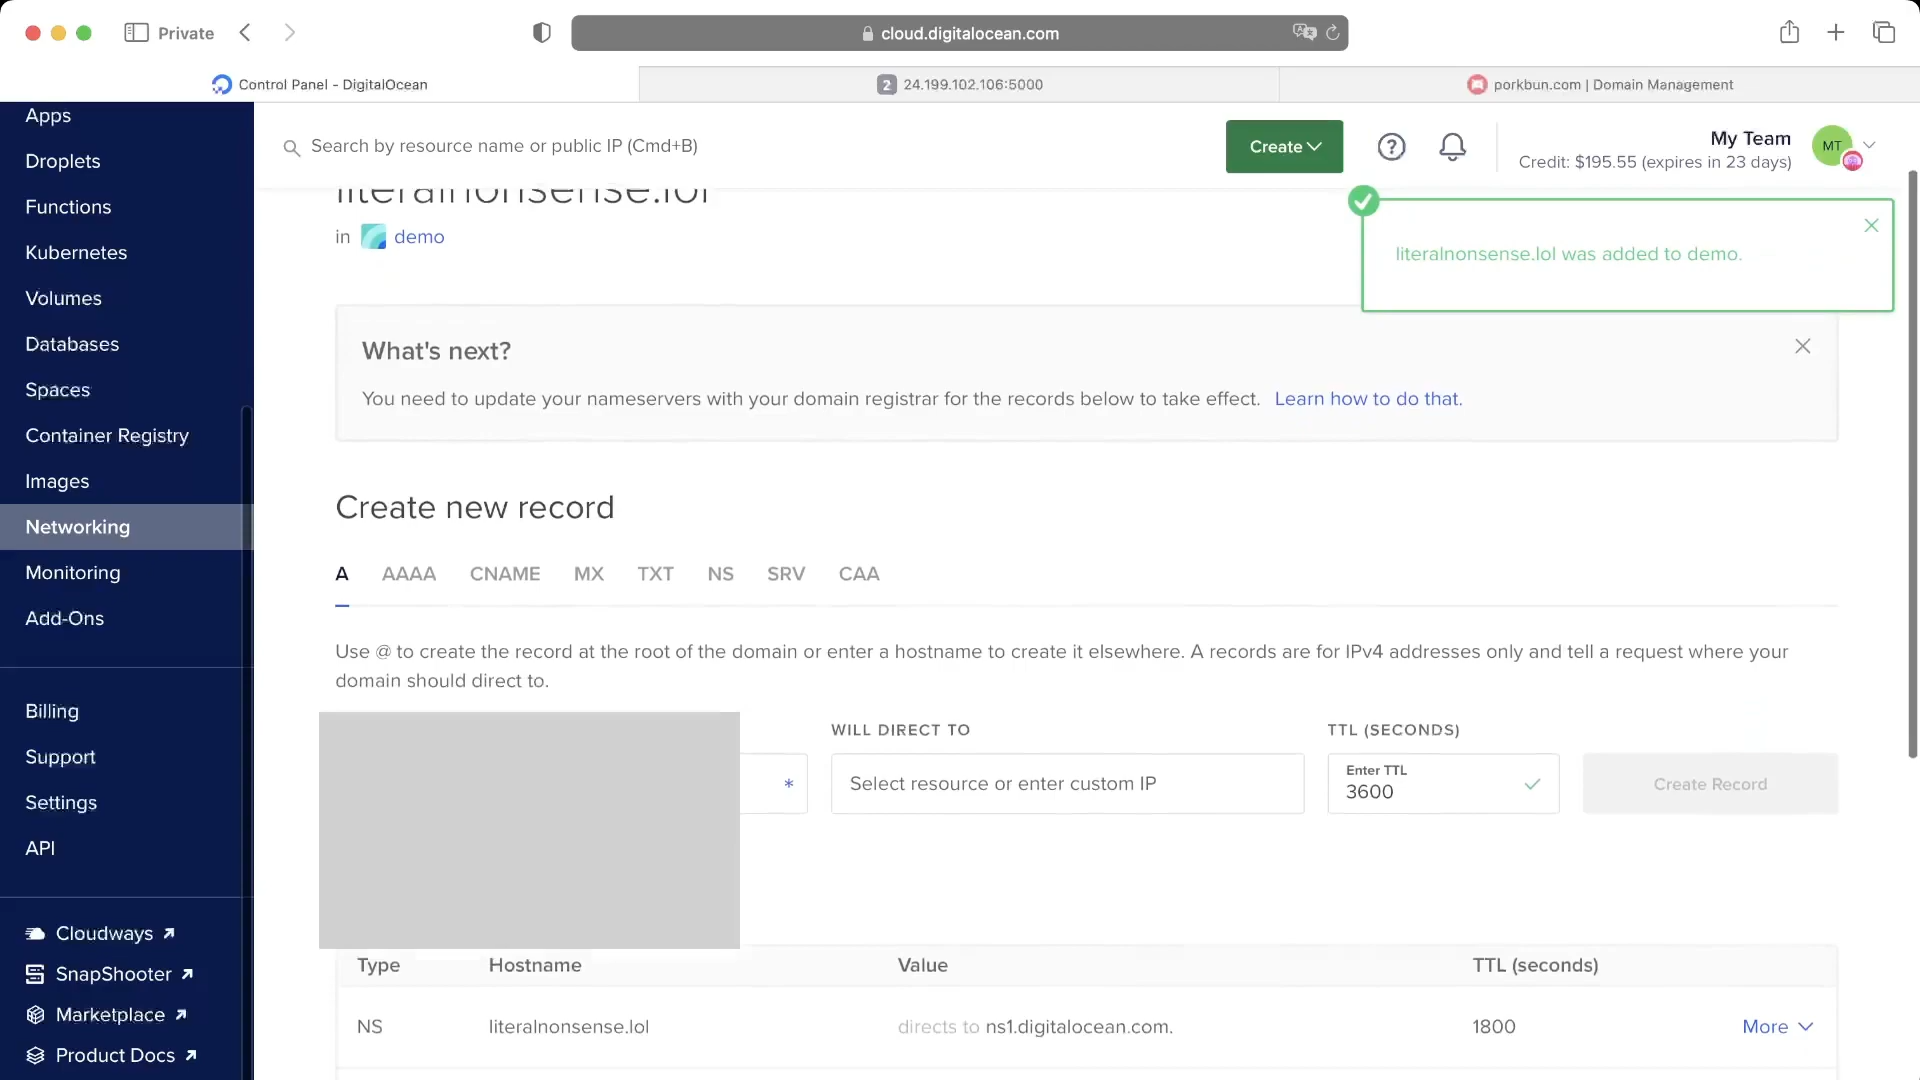 Private
cloud.digitalocean.com
Control Panel - DigitalOcean
2 24.199.102.106:5000
porkbun.com | Domain Management
Apps
Droplets
Functions
Kubernetes
Volumes
Databases
Spaces
Container Registry
Images
Networking
Monitoring
Add-Ons
Billing
Support
Settings
API
Cloudways
SnapShooter
Marketplace
Product Docs
Search by resource name or public IP (Cmd+B)
Create
?
My Team
Credit: $195.55 (expires in 23 days)
MT
literalnonsense.lol
in demo
literalnonsense.lol was added to demo.
What's next?
You need to update your nameservers with your domain registrar for the records below to take effect. Learn how to do that.
Create new record
A AAAA CNAME MX TXT NS SRV CAA
Use @ to create the record at the root of the domain or enter a hostname to create it elsewhere. A records are for IPv4 addresses only and tell a request where your
domain should direct to.
*
WILL DIRECT TO
Select resource or enter custom IP
TTL (SECONDS)
Enter TTL
3600
Create Record
Type Hostname Value TTL (seconds)
NS literalnonsense.lol directs to ns1.digitalocean.com. 1800 More